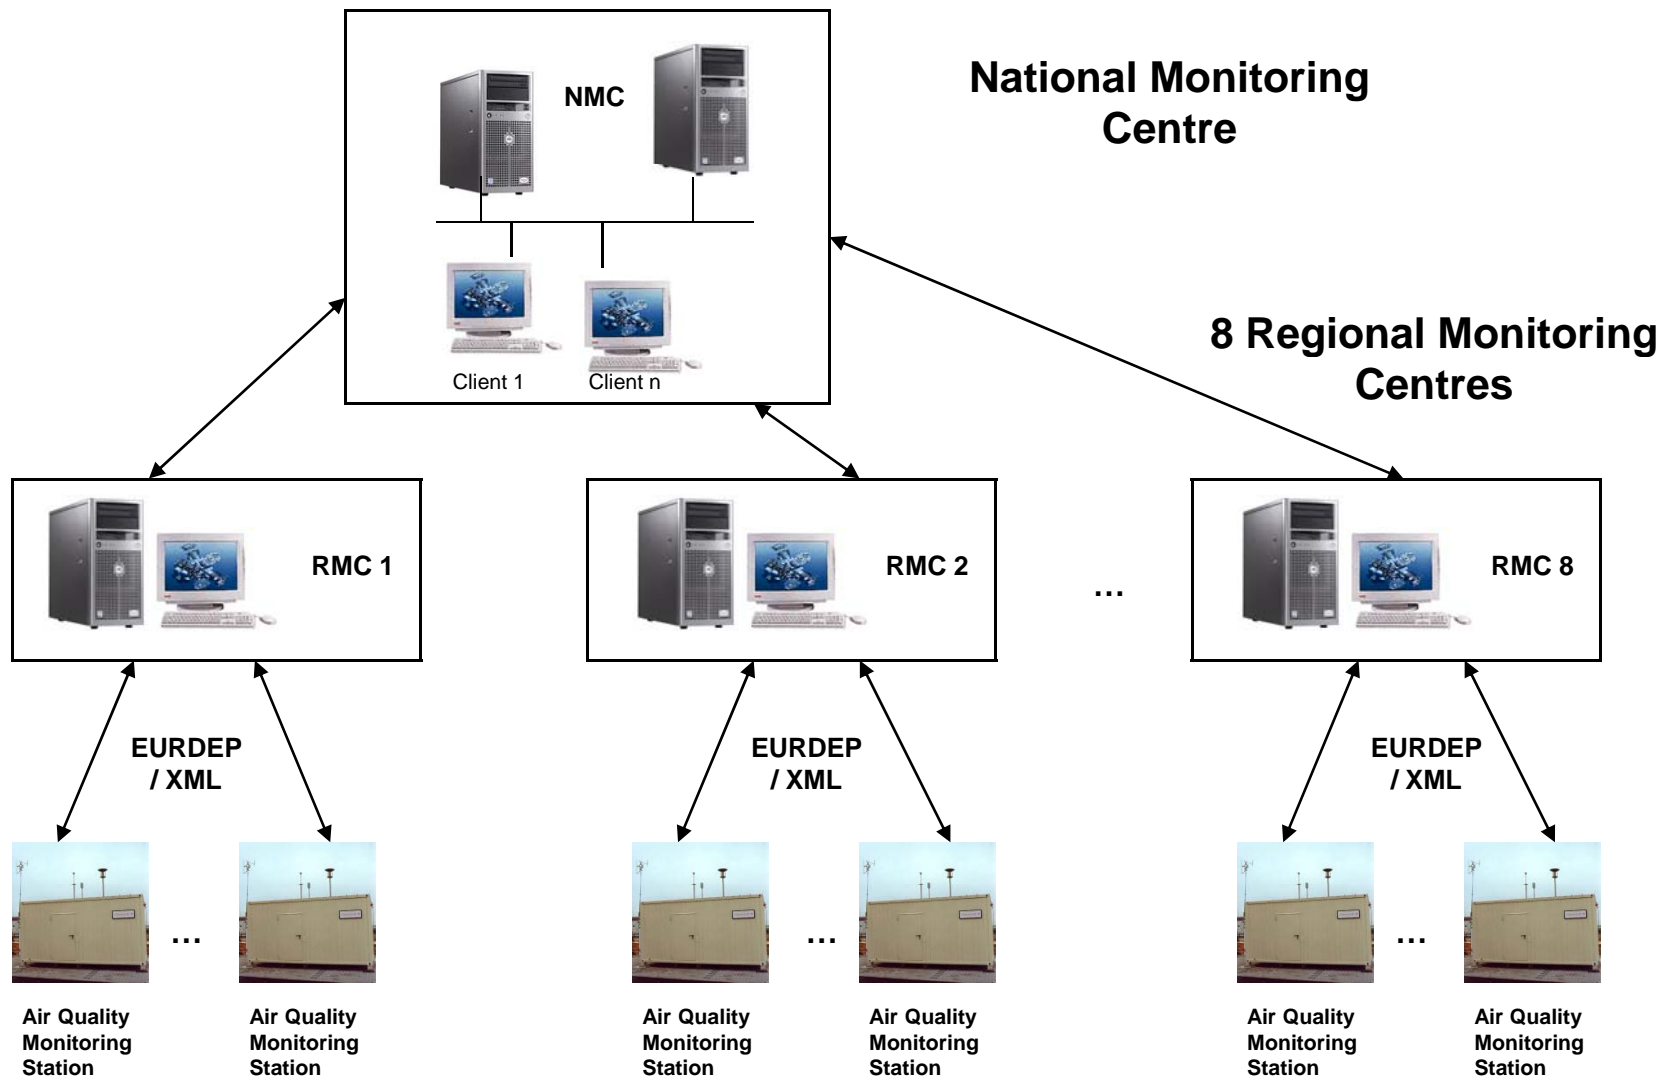 National Monitoring
Centre
NMC
8 Regional Monitoring
Centres
Client 1
Client n
RMC 1
RMC 2
...
RMC 8
EURDEP
/ XML
EURDEP
/ XML
EURDEP
/ XML
...
...
...
Air Quality
Monitoring
Station
Air Quality
Monitoring
Station
Air Quality
Monitoring
Station
Air Quality
Monitoring
Station
Air Quality
Monitoring
Station
Air Quality
Monitoring
Station